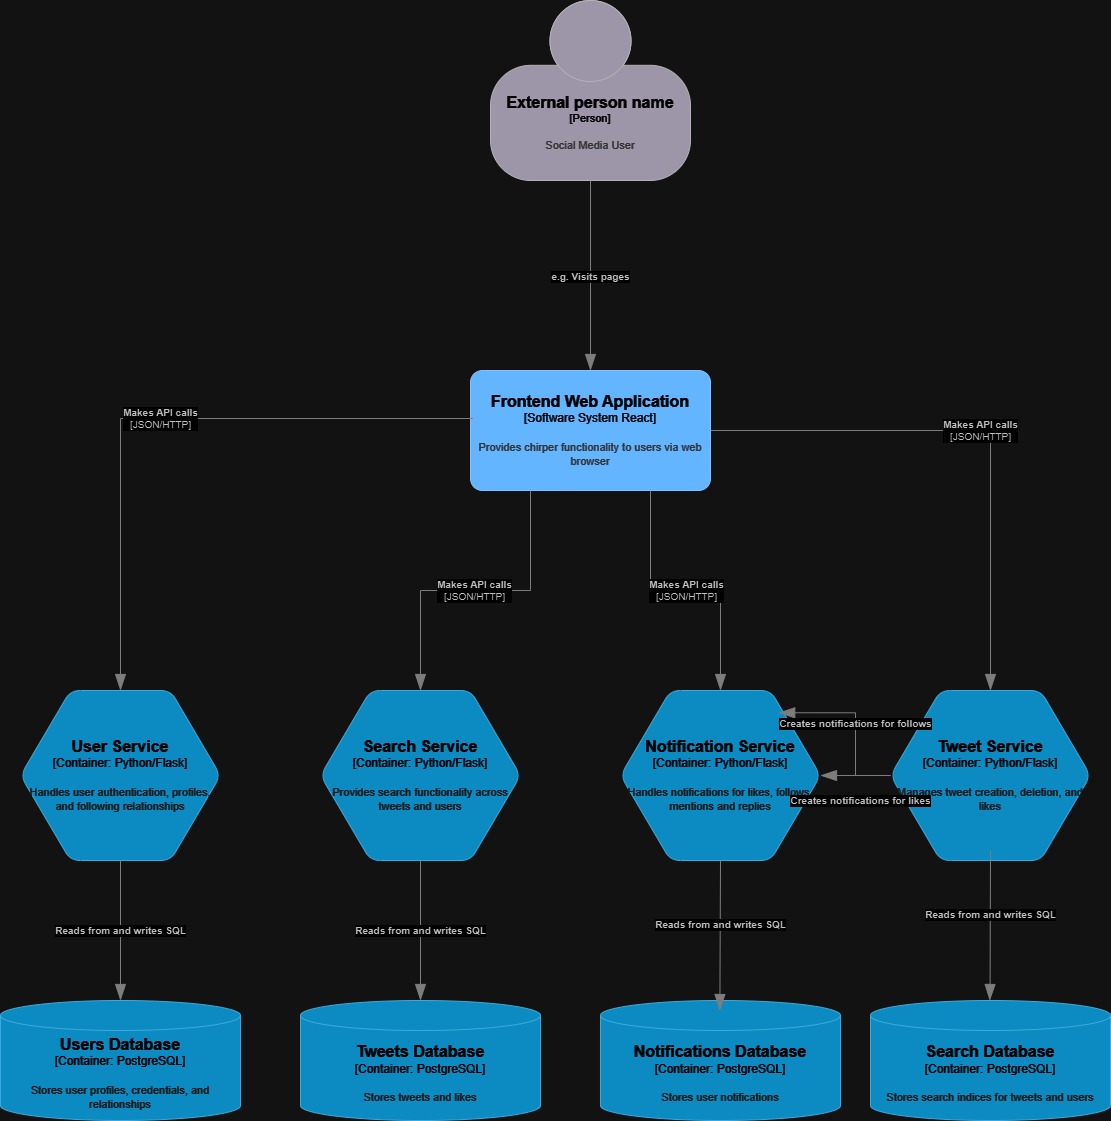 External person name
[Person]
Social Media User
e.g. Visits pages
Frontend Web Application
[Software System React]
Provides chirper functionality to users via web
browser
Makes API calls
[JSON/HTTP]
Makes API calls
[JSON/HTTP]
Makes API calls
[JSON/HTTP]
Makes API calls
[JSON/HTTP]
User Service
[Container: Python/Flask]
Handles user authentication, profiles,
and following relationships
Search Service
[Container: Python/Flask]
Provides search functionality across
tweets and users
Notification Service
[Container: Python/Flask]
Handles notifications for likes, follows,
mentions and replies
Creates notifications for follows
Creates notifications for likes
Tweet Service
[Container: Python/Flask]
Manages tweet creation, deletion, and
likes
Reads from and writes SQL
Reads from and writes SQL
Reads from and writes SQL
Reads from and writes SQL
Users Database
[Container: PostgreSQL]
Stores user profiles, credentials, and
relationships
Tweets Database
[Container: PostgreSQL]
Stores tweets and likes
Notifications Database
[Container: PostgreSQL]
Stores user notifications
Search Database
[Container: PostgreSQL]
Stores search indices for tweets and users